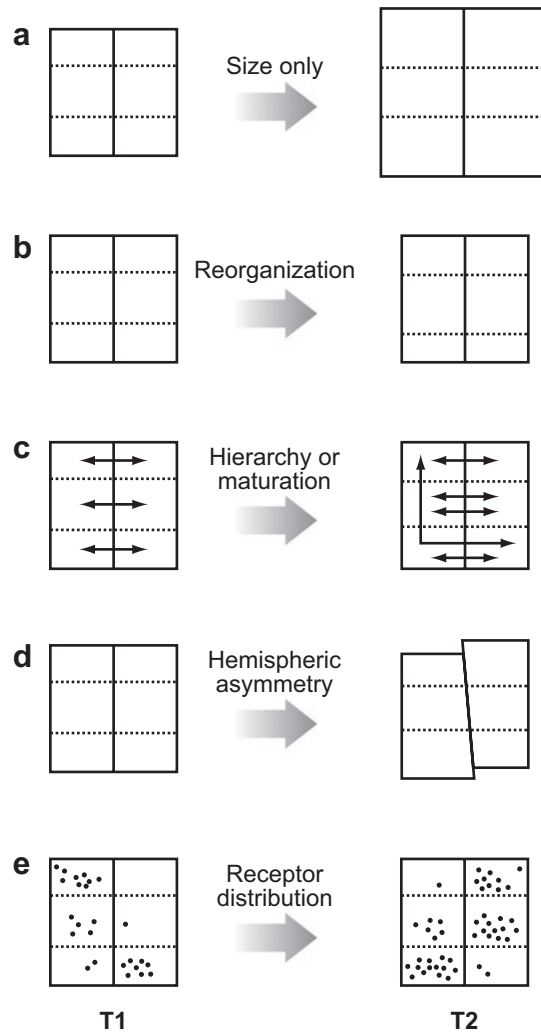 a
Size only
b
Reorganization
c
Hierarchy or
maturation
d
Hemispheric
asymmetry
e
Receptor
distribution
T1
T2